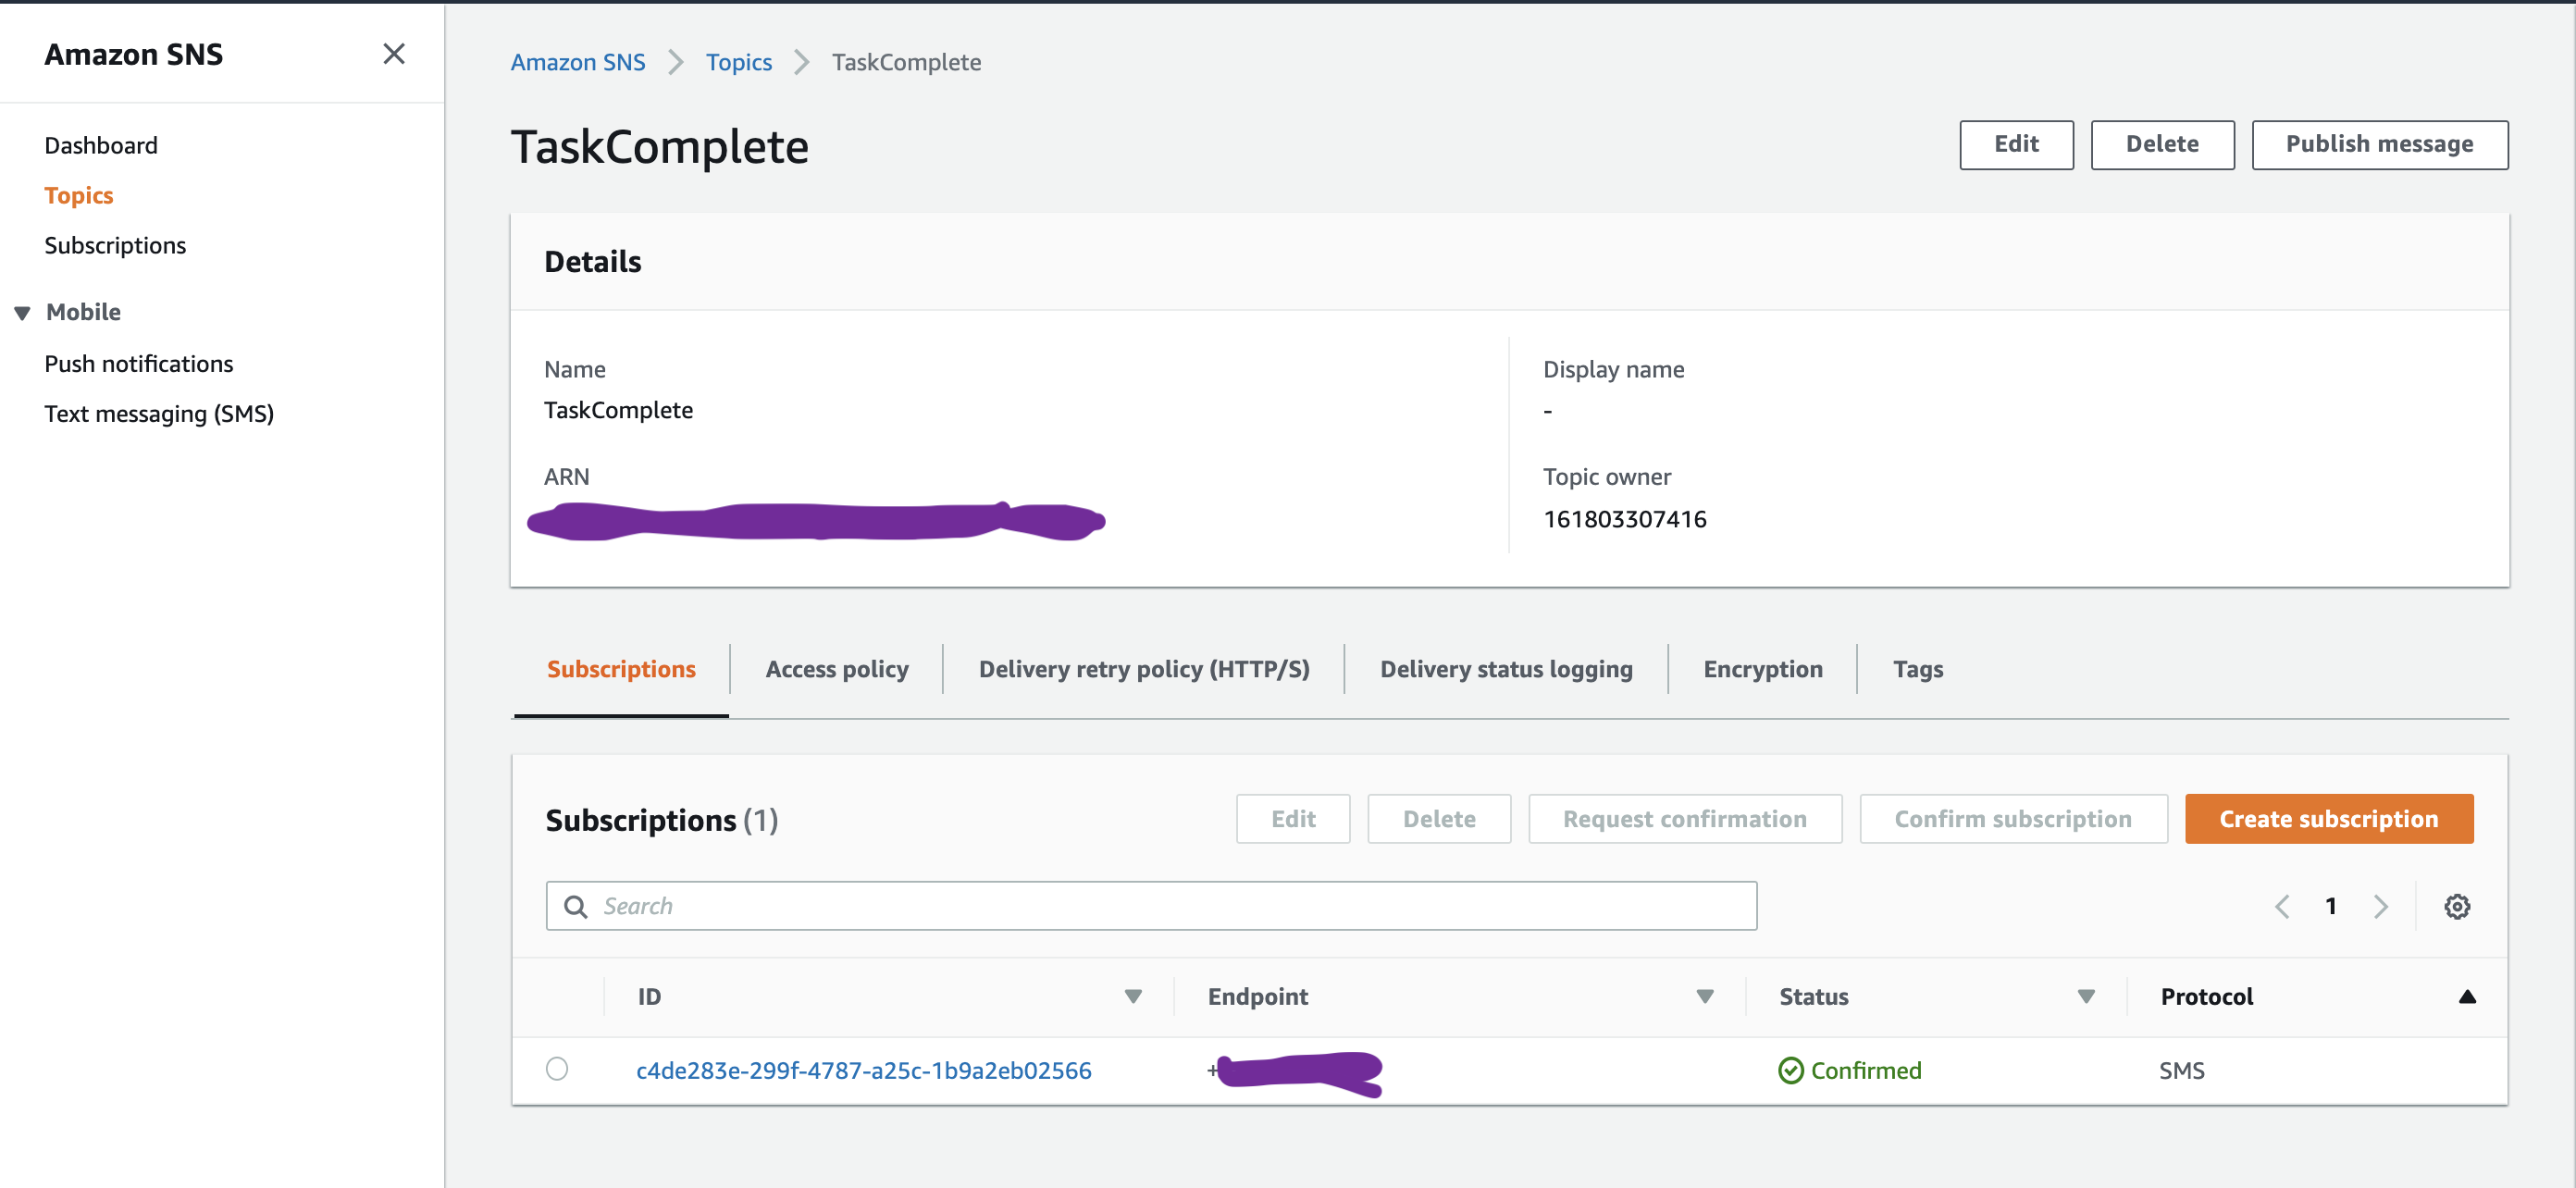 Amazon SNS
Dashboard
Topics
Subscriptions
Mobile
Push notifications
Text messaging (SMS)
Amazon SNS Topics TaskComplete
TaskComplete
Edit Delete Publish message
Details
Name
TaskComplete
ARN
Display name
-
Topic owner
161803307416
Subscriptions Access policy Delivery retry policy (HTTP/S) Delivery status logging Encryption Tags
Subscriptions (1)
Edit Delete Request confirmation Confirm subscription Create subscription
Search
1
ID Endpoint Status Protocol
c4de283e-299f-4787-a25c-1b9a2eb02566 + Confirmed SMS